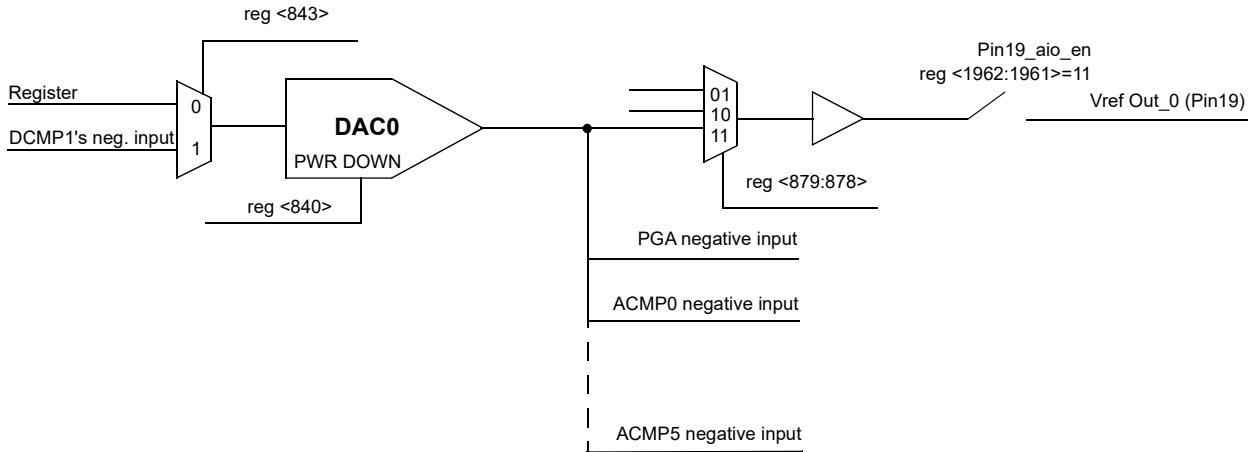 reg <843>
Pin19_aio_en
reg <1962:1961>=11
Register
0
01
10
11
Vref Out_0 (Pin19)
DCMP1's neg. input
1
DAC0
PWR DOWN
reg <840>
reg <879:878>
PGA negative input
ACMP0 negative input
ACMP5 negative input